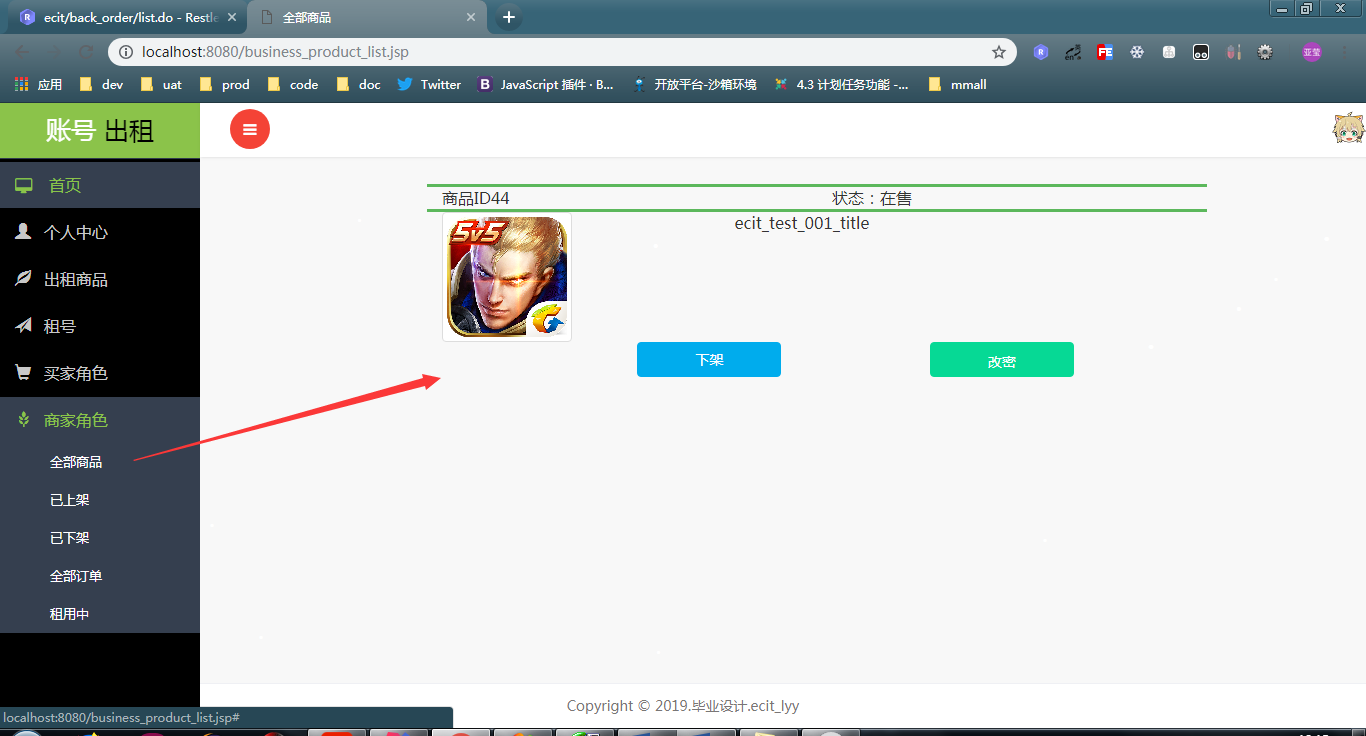 ecit/back_order/list.do - Restle
全部商品
localhost:8080/business_product_list.jsp
亚莹
应用
dev
uat
prod
code
doc
Twitter
B
JavaScript 插件 · B...
开放平台-沙箱环境
4.3 计划任务功能 -...
mmall
账号 出租
首页
个人中心
出租商品
租号
买家角色
商家角色
全部商品
已上架
已下架
全部订单
租用中
商品ID44
状态：在售
5v5
ecit_test_001_title
下架
改密
Copyright © 2019.毕业设计.ecit_lyy
localhost:8080/business_product_list.jsp#